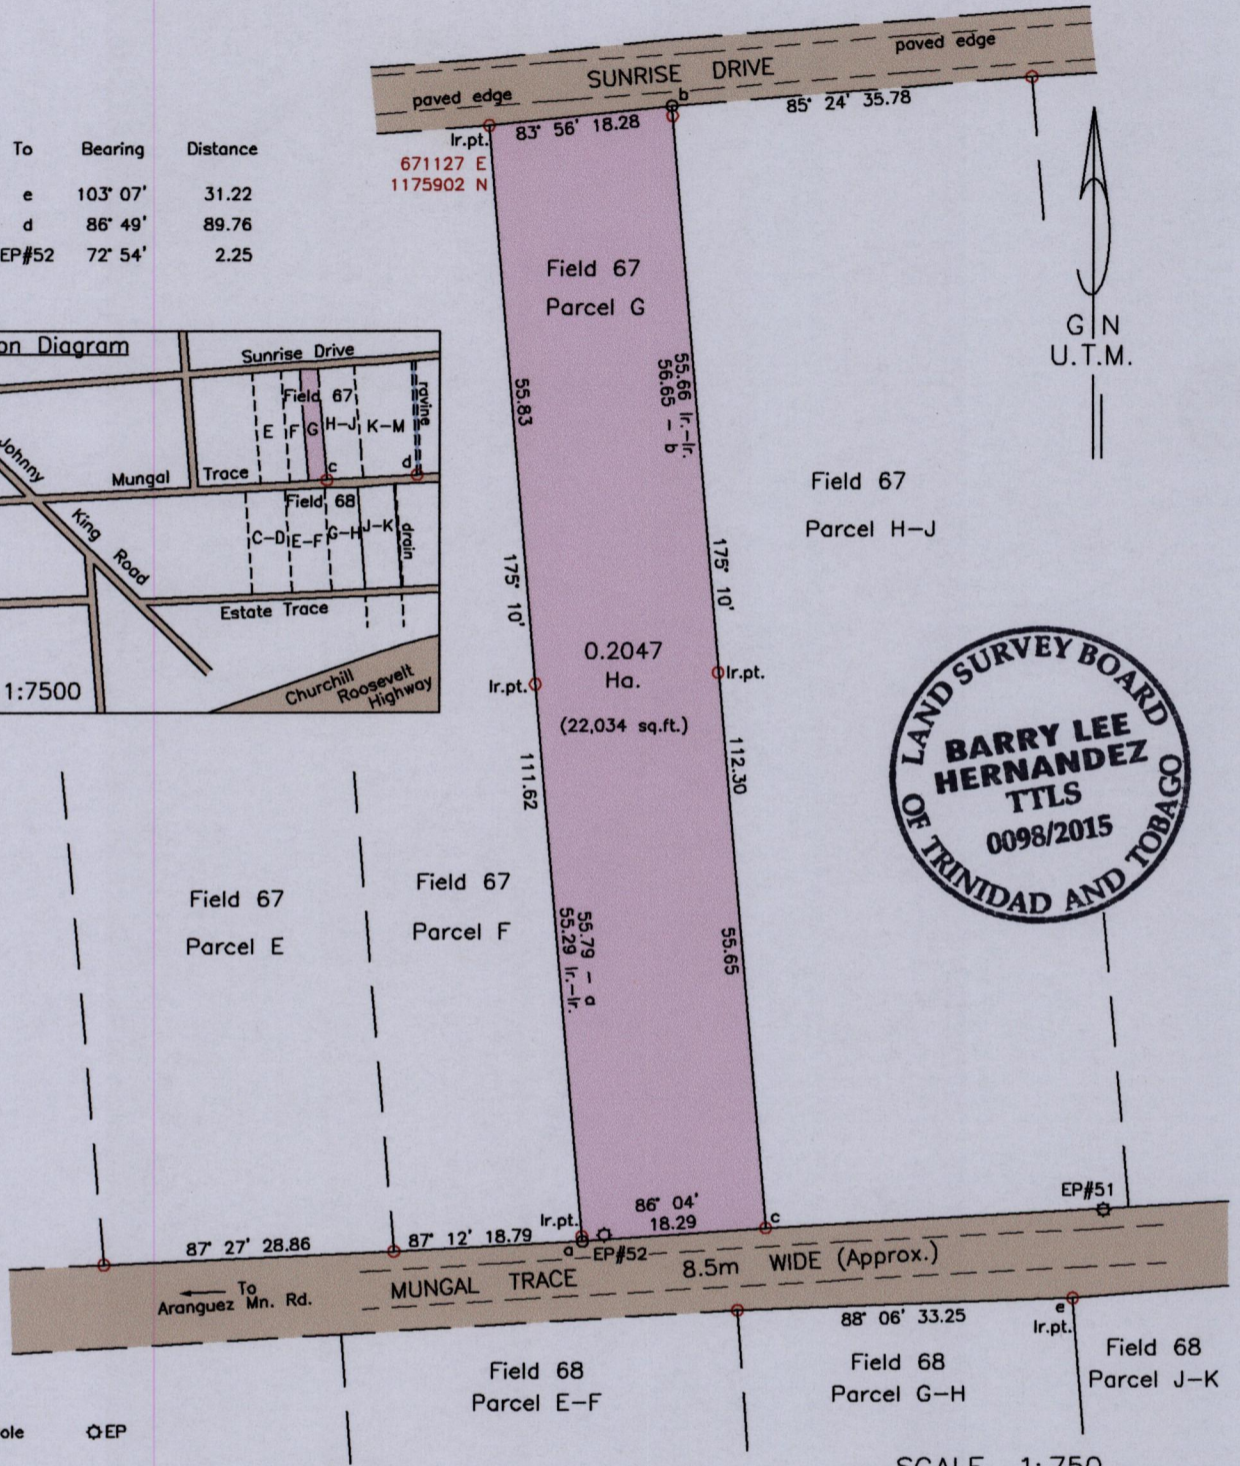 paved edge
SUNRISE DRIVE
paved edge
b
85° 24' 35.78
83° 56' 18.28
Ir.pt.
671127 E
1175902 N
To Bearing Distance
e 103° 07' 31.22
d 86° 49' 89.76
EP#52 72° 54' 2.25
on Diagram
Sunrise Drive
Field 67
E F G H-J K-M
ravine
c
d
Mungal Trace
Field 68
C-D E-F G-H J-K
drain
Johnny
King Road
Estate Trace
Churchill
Roosevelt
Highway
1:7500
Field 67
Parcel G
55.83
55.66 Ir.-Ir.
56.65 - b
G N
U.T.M.
Field 67
Parcel H-J
175° 10'
175° 10'
0.2047
Ha.
(22,034 sq.ft.)
Ir.pt.
Ir.pt.
111.62
112.30
LAND SURVEY BOARD
OF TRINIDAD AND TOBAGO
BARRY LEE
HERNANDEZ
TTLS
0098/2015
Field 67
Parcel E
Field 67
Parcel F
55.79 - a
55.29 Ir.-Ir.
55.65
EP#51
86° 04'
18.29
c
Ir.pt.
87° 27' 28.86
87° 12' 18.79
a
EP#52
8.5m WIDE (Approx.)
MUNGAL TRACE
To
Aranguez Mn. Rd.
88° 06' 33.25
e
Ir.pt.
Field 68
Parcel E-F
Field 68
Parcel G-H
Field 68
Parcel J-K
ole
EP
SCALE 1:750